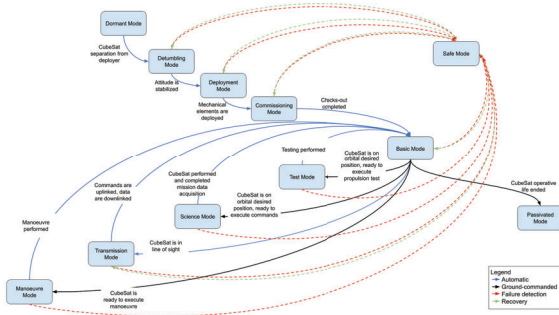 Dormant Mode
CubeSat
separation from
deployer
Detumbling
Mode
Safe Mode
Attitude is
stabilized
Deployment
Mode
Mechanical
elements are
deployed
Commissioning
Mode
Checks-out
completed
Testing performed
Basic Mode
CubeSat is on
orbital desired
position, ready to
execute
propulsion test
Test Mode
CubeSat performed
and completed
mission data
acquisition
Commands are
uplinked, data
are downlinked
CubeSat is on
orbital desired
position, ready to
execute commands
Science Mode
CubeSat operative
life ended
Passivated
Mode
Manoeuvre
performed
CubeSat is in
line of sight
Transmission
Mode
Manoeuvre
Mode
CubeSat is
ready to execute
manoeuvre
Legend
Automatic
Ground-commanded
Failure detection
Recovery